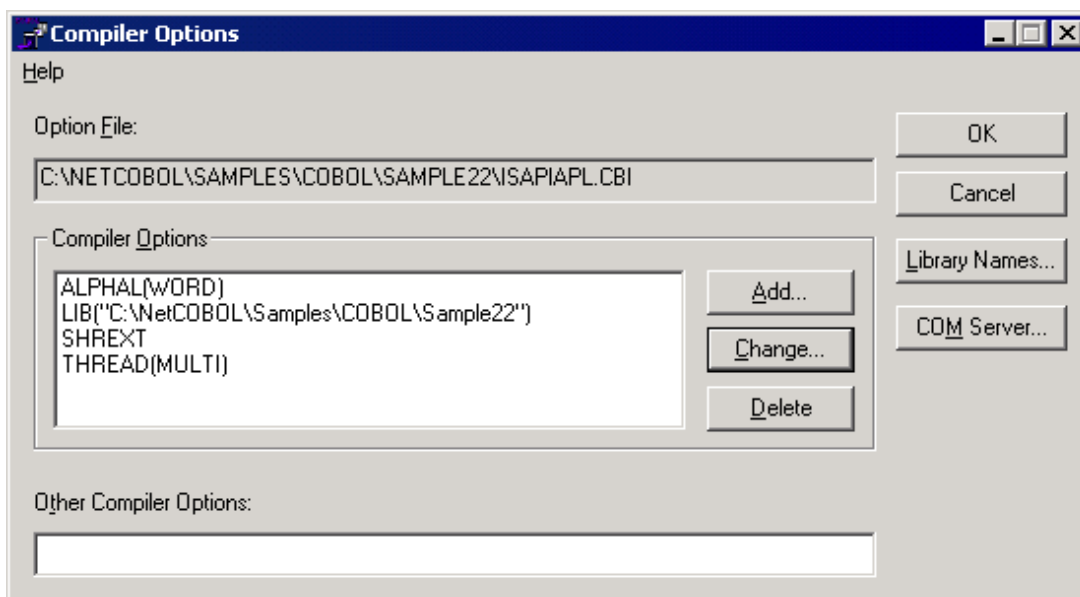 Compiler Options
Help
Option File:
C:\NETCOBOL\SAMPLES\COBOL\SAMPLE22\ISAPIAPL.CBI
OK
Cancel
Library Names...
COM Server...
Compiler Options
ALPHAL(WORD)
LIB("C:\NetCOBOL\Samples\COBOL\Sample22")
SHREXT
THREAD(MULTI)
Add...
Change...
Delete
Other Compiler Options: